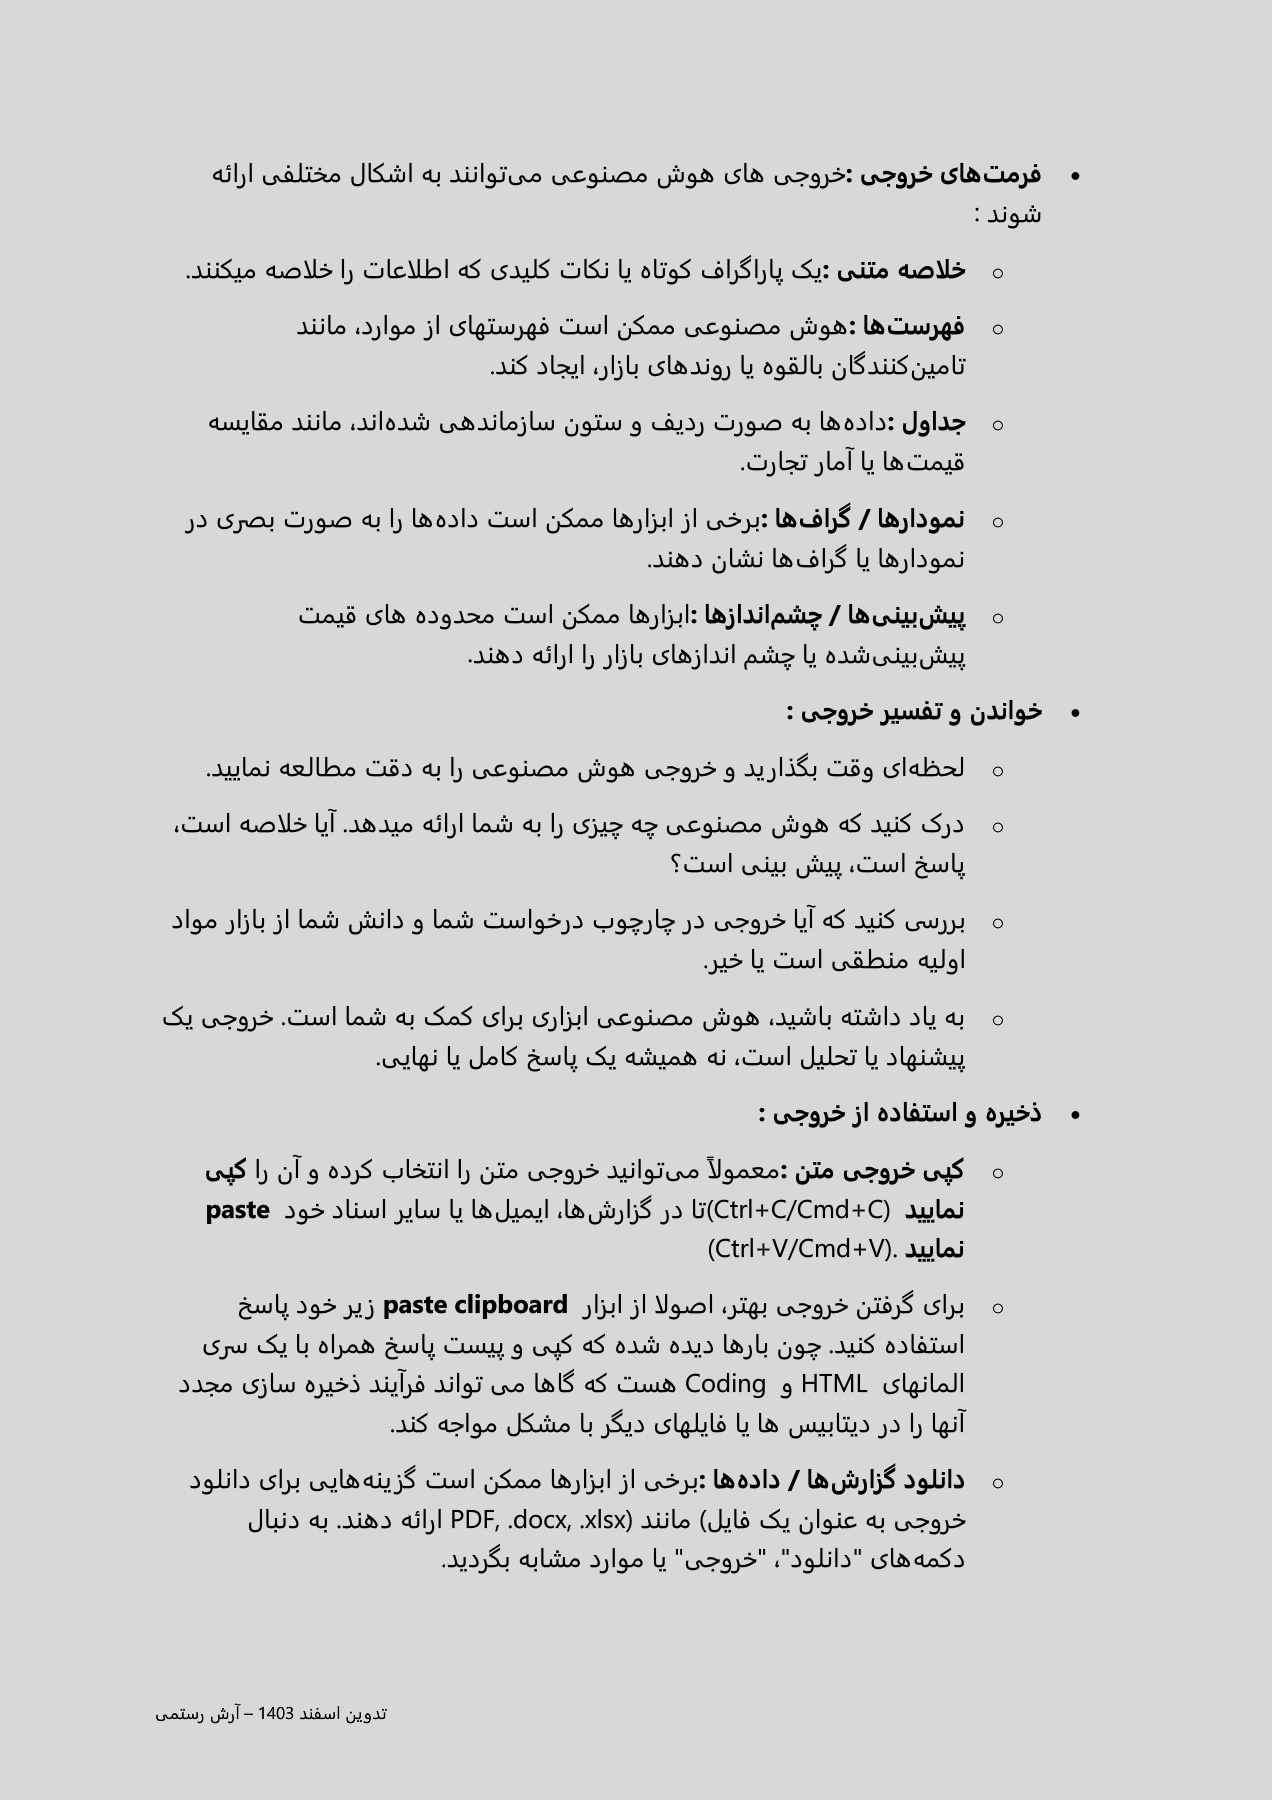 • فرمت‌های خروجی :خروجی های هوش مصنوعی می‌توانند به اشکال مختلفی ارائه
شوند :
o خلاصه متنی :یک پاراگراف کوتاه یا نکات کلیدی که اطلاعات را خلاصه میکنند.
o فهرست‌ها :هوش مصنوعی ممکن است فهرستهای از موارد، مانند
تامین‌کنندگان بالقوه یا روندهای بازار، ایجاد کند.
o جداول :داده‌ها به صورت ردیف و ستون سازماندهی شده‌اند، مانند مقایسه
قیمت‌ها یا آمار تجارت.
o نمودارها / گراف‌ها :برخی از ابزارها ممکن است داده‌ها را به صورت بصری در
نمودارها یا گراف‌ها نشان دهند.
o پیش‌بینی‌ها / چشم‌اندازها :ابزارها ممکن است محدوده های قیمت
پیش‌بینی‌شده یا چشم اندازهای بازار را ارائه دهند.
• خواندن و تفسیر خروجی :
o لحظه‌ای وقت بگذارید و خروجی هوش مصنوعی را به دقت مطالعه نمایید.
o درک کنید که هوش مصنوعی چه چیزی را به شما ارائه میدهد. آیا خلاصه است،
پاسخ است، پیش بینی است؟
o بررسی کنید که آیا خروجی در چارچوب درخواست شما و دانش شما از بازار مواد
اولیه منطقی است یا خیر.
o به یاد داشته باشید، هوش مصنوعی ابزاری برای کمک به شما است. خروجی یک
پیشنهاد یا تحلیل است، نه همیشه یک پاسخ کامل یا نهایی.
• ذخیره و استفاده از خروجی :
o کپی خروجی متن :معمولاً می‌توانید خروجی متن را انتخاب کرده و آن را کپی
نمایید (Ctrl+C/Cmd+C)تا در گزارش‌ها، ایمیل‌ها یا سایر اسناد خود paste
نمایید .(Ctrl+V/Cmd+V)
o برای گرفتن خروجی بهتر، اصولا از ابزار paste clipboard زیر خود پاسخ
استفاده کنید. چون بارها دیده شده که کپی و پیست پاسخ همراه با یک سری
المانهای HTML و Coding هست که گاها می تواند فرآیند ذخیره سازی مجدد
آنها را در دیتابیس ها یا فایلهای دیگر با مشکل مواجه کند.
o دانلود گزارش‌ها / داده‌ها :برخی از ابزارها ممکن است گزینه‌هایی برای دانلود
خروجی به عنوان یک فایل) مانند (PDF, .docx, .xlsx ارائه دهند. به دنبال
دکمه‌های "دانلود"، "خروجی" یا موارد مشابه بگردید.
تدوین اسفند 1403 – آرش رستمی